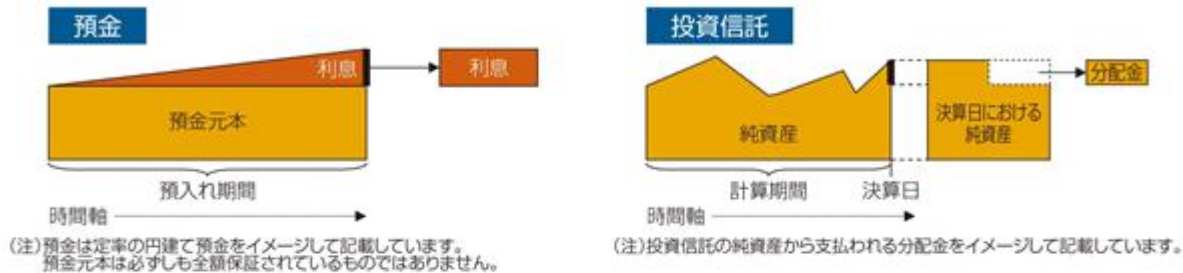 預金
利息
利息
預金元本
預入れ期間
時間軸
(注)預金は定率の円建て預金をイメージして記載しています。
預金元本は必ずしも全額保証されているものではありません。
投資信託
分配金
決算日における
純資産
純資産
計算期間
決算日
時間軸
(注)投資信託の純資産から支払われる分配金をイメージして記載しています。